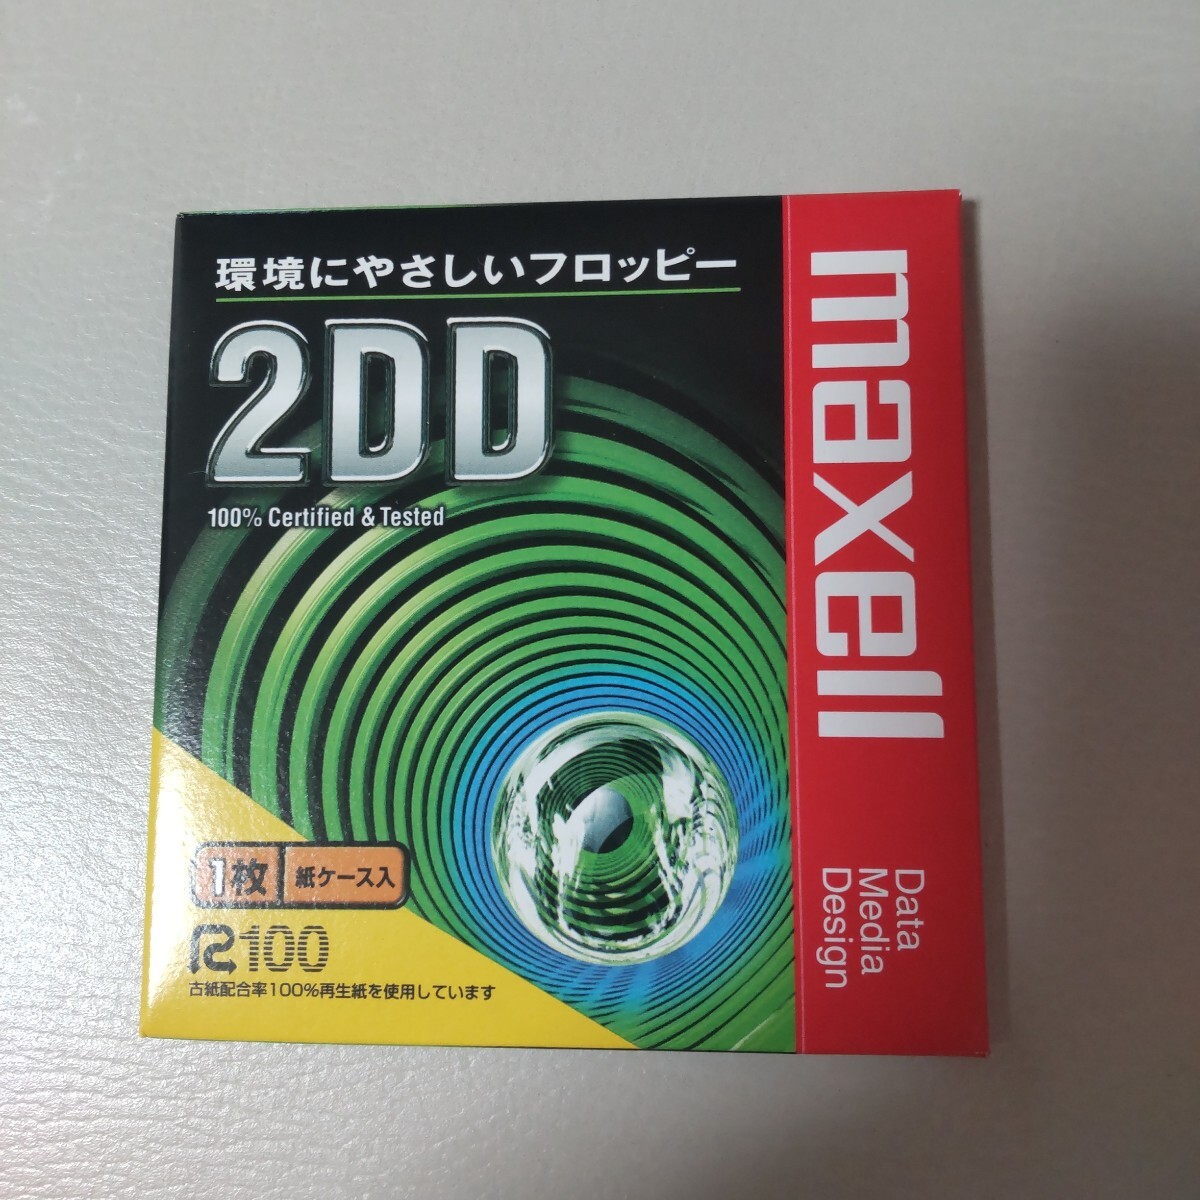 環境にやさしいフロッピー
2DD
100% Certified & Tested
1枚 紙ケース入
R100
古紙配合率100%再生紙を使用しています
maxell
Data
Media
Design